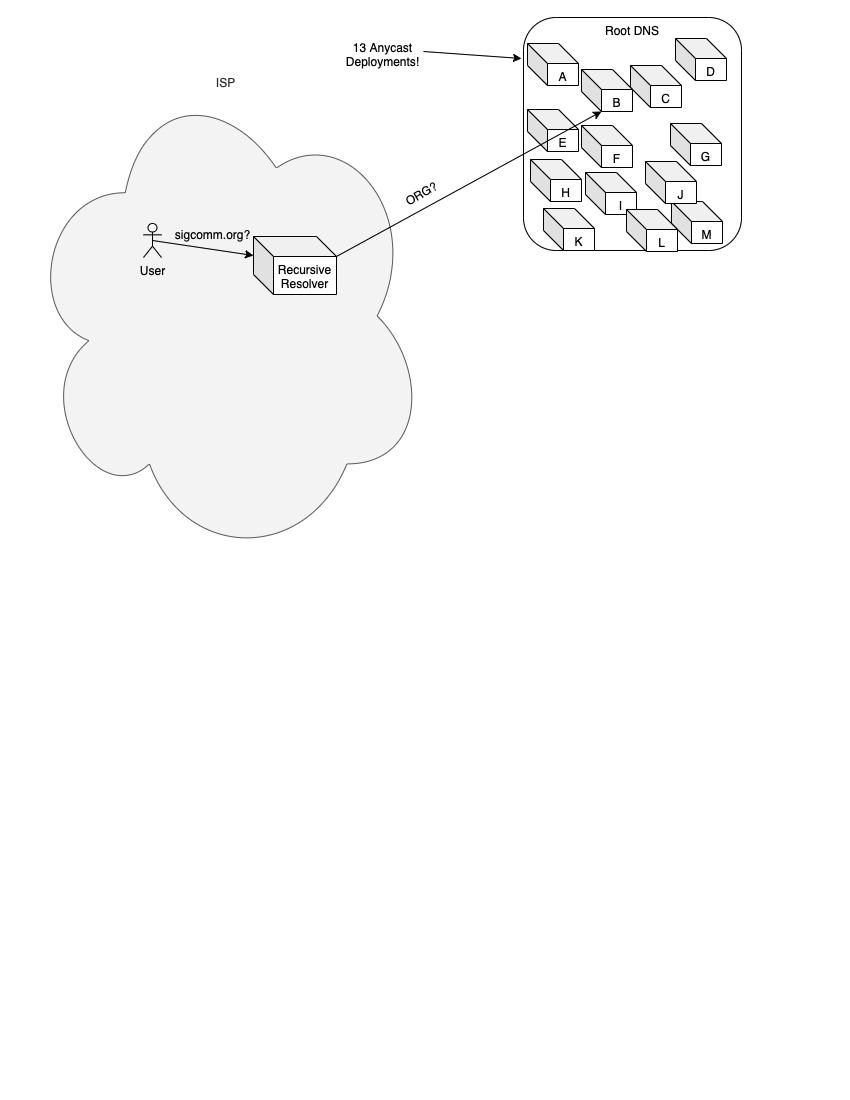 Root DNS
13 Anycast
Deployments!
A
B
C
D
E
F
G
H
I
J
K
L
M
ISP
ORG?
sigcomm.org?
User
Recursive
Resolver